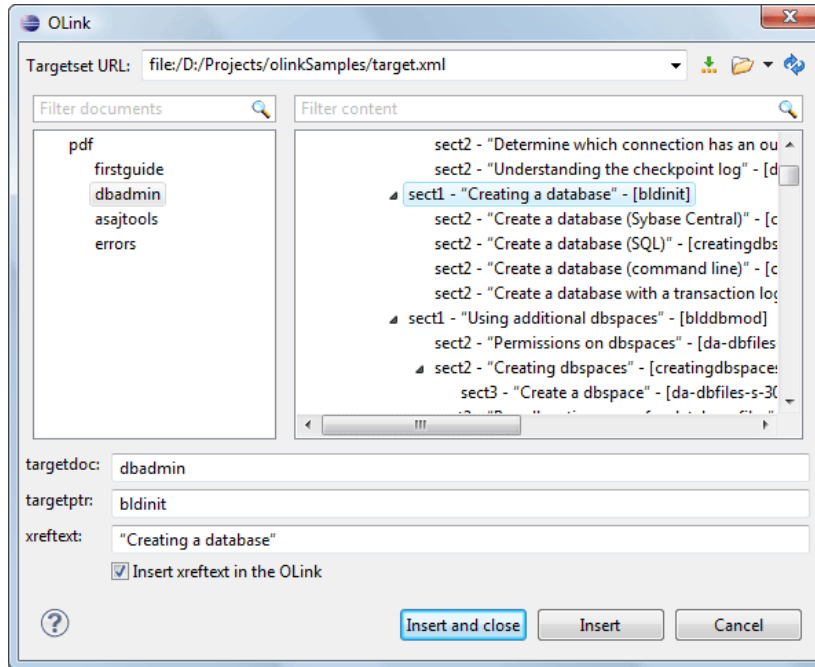 OLink
Targetset URL: file:/D:/Projects/olinkSamples/target.xml
Filter documents
Filter content
pdf
firstguide
dbadmin
asajtools
errors
sect2 - "Determine which connection has an ou
sect2 - "Understanding the checkpoint log" - [d
sect1 - "Creating a database" - [bldinit]
sect2 - "Create a database (Sybase Central)" - [c
sect2 - "Create a database (SQL)" - [creatingdbs
sect2 - "Create a database (command line)" - [c
sect2 - "Create a database with a transaction log
sect1 - "Using additional dbspaces" - [blddbmod]
sect2 - "Permissions on dbspaces" - [da-dbfiles-
sect2 - "Creating dbspaces" - [creatingdbspaces
sect3 - "Create a dbspace" - [da-dbfiles-s-30
targetdoc: dbadmin
targetptr: bldinit
xreftext: "Creating a database"
Insert xreftext in the OLink
Insert and close
Insert
Cancel